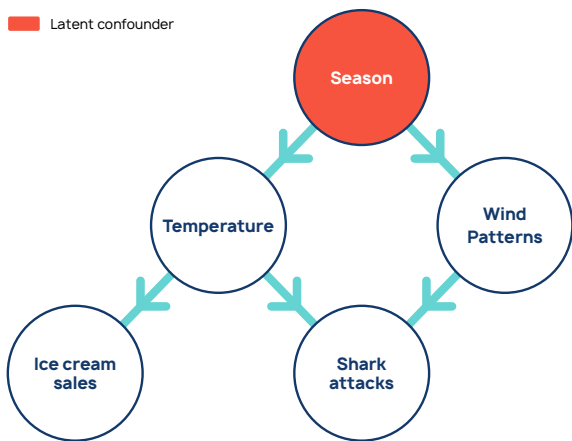 Latent confounder
Season
Temperature
Wind
Patterns
Ice cream
sales
Shark
attacks